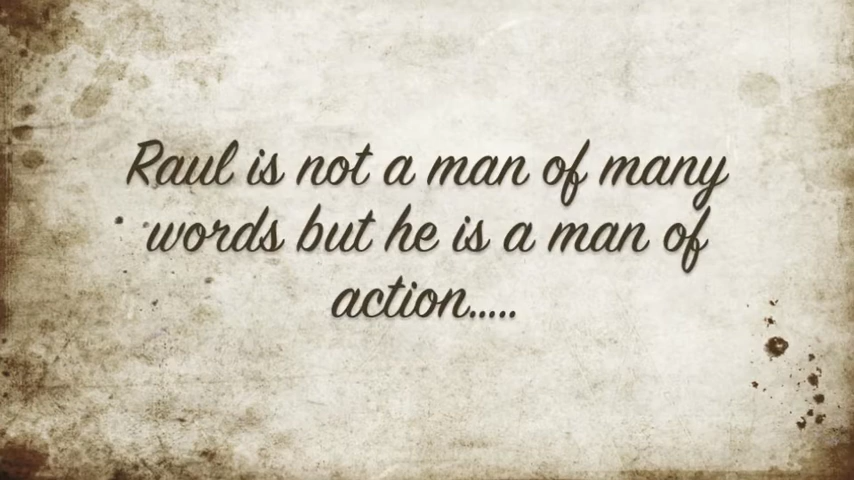 Raul is not a man of many
words but he is a man of
action.....